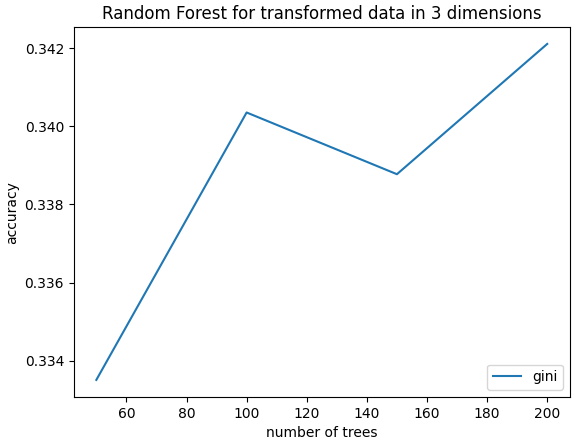 Random Forest for transformed data in 3 dimensions
0.342
0.340
0.338
0.336
0.334
accuracy
gini
60 80 100 120 140 160 180 200
number of trees